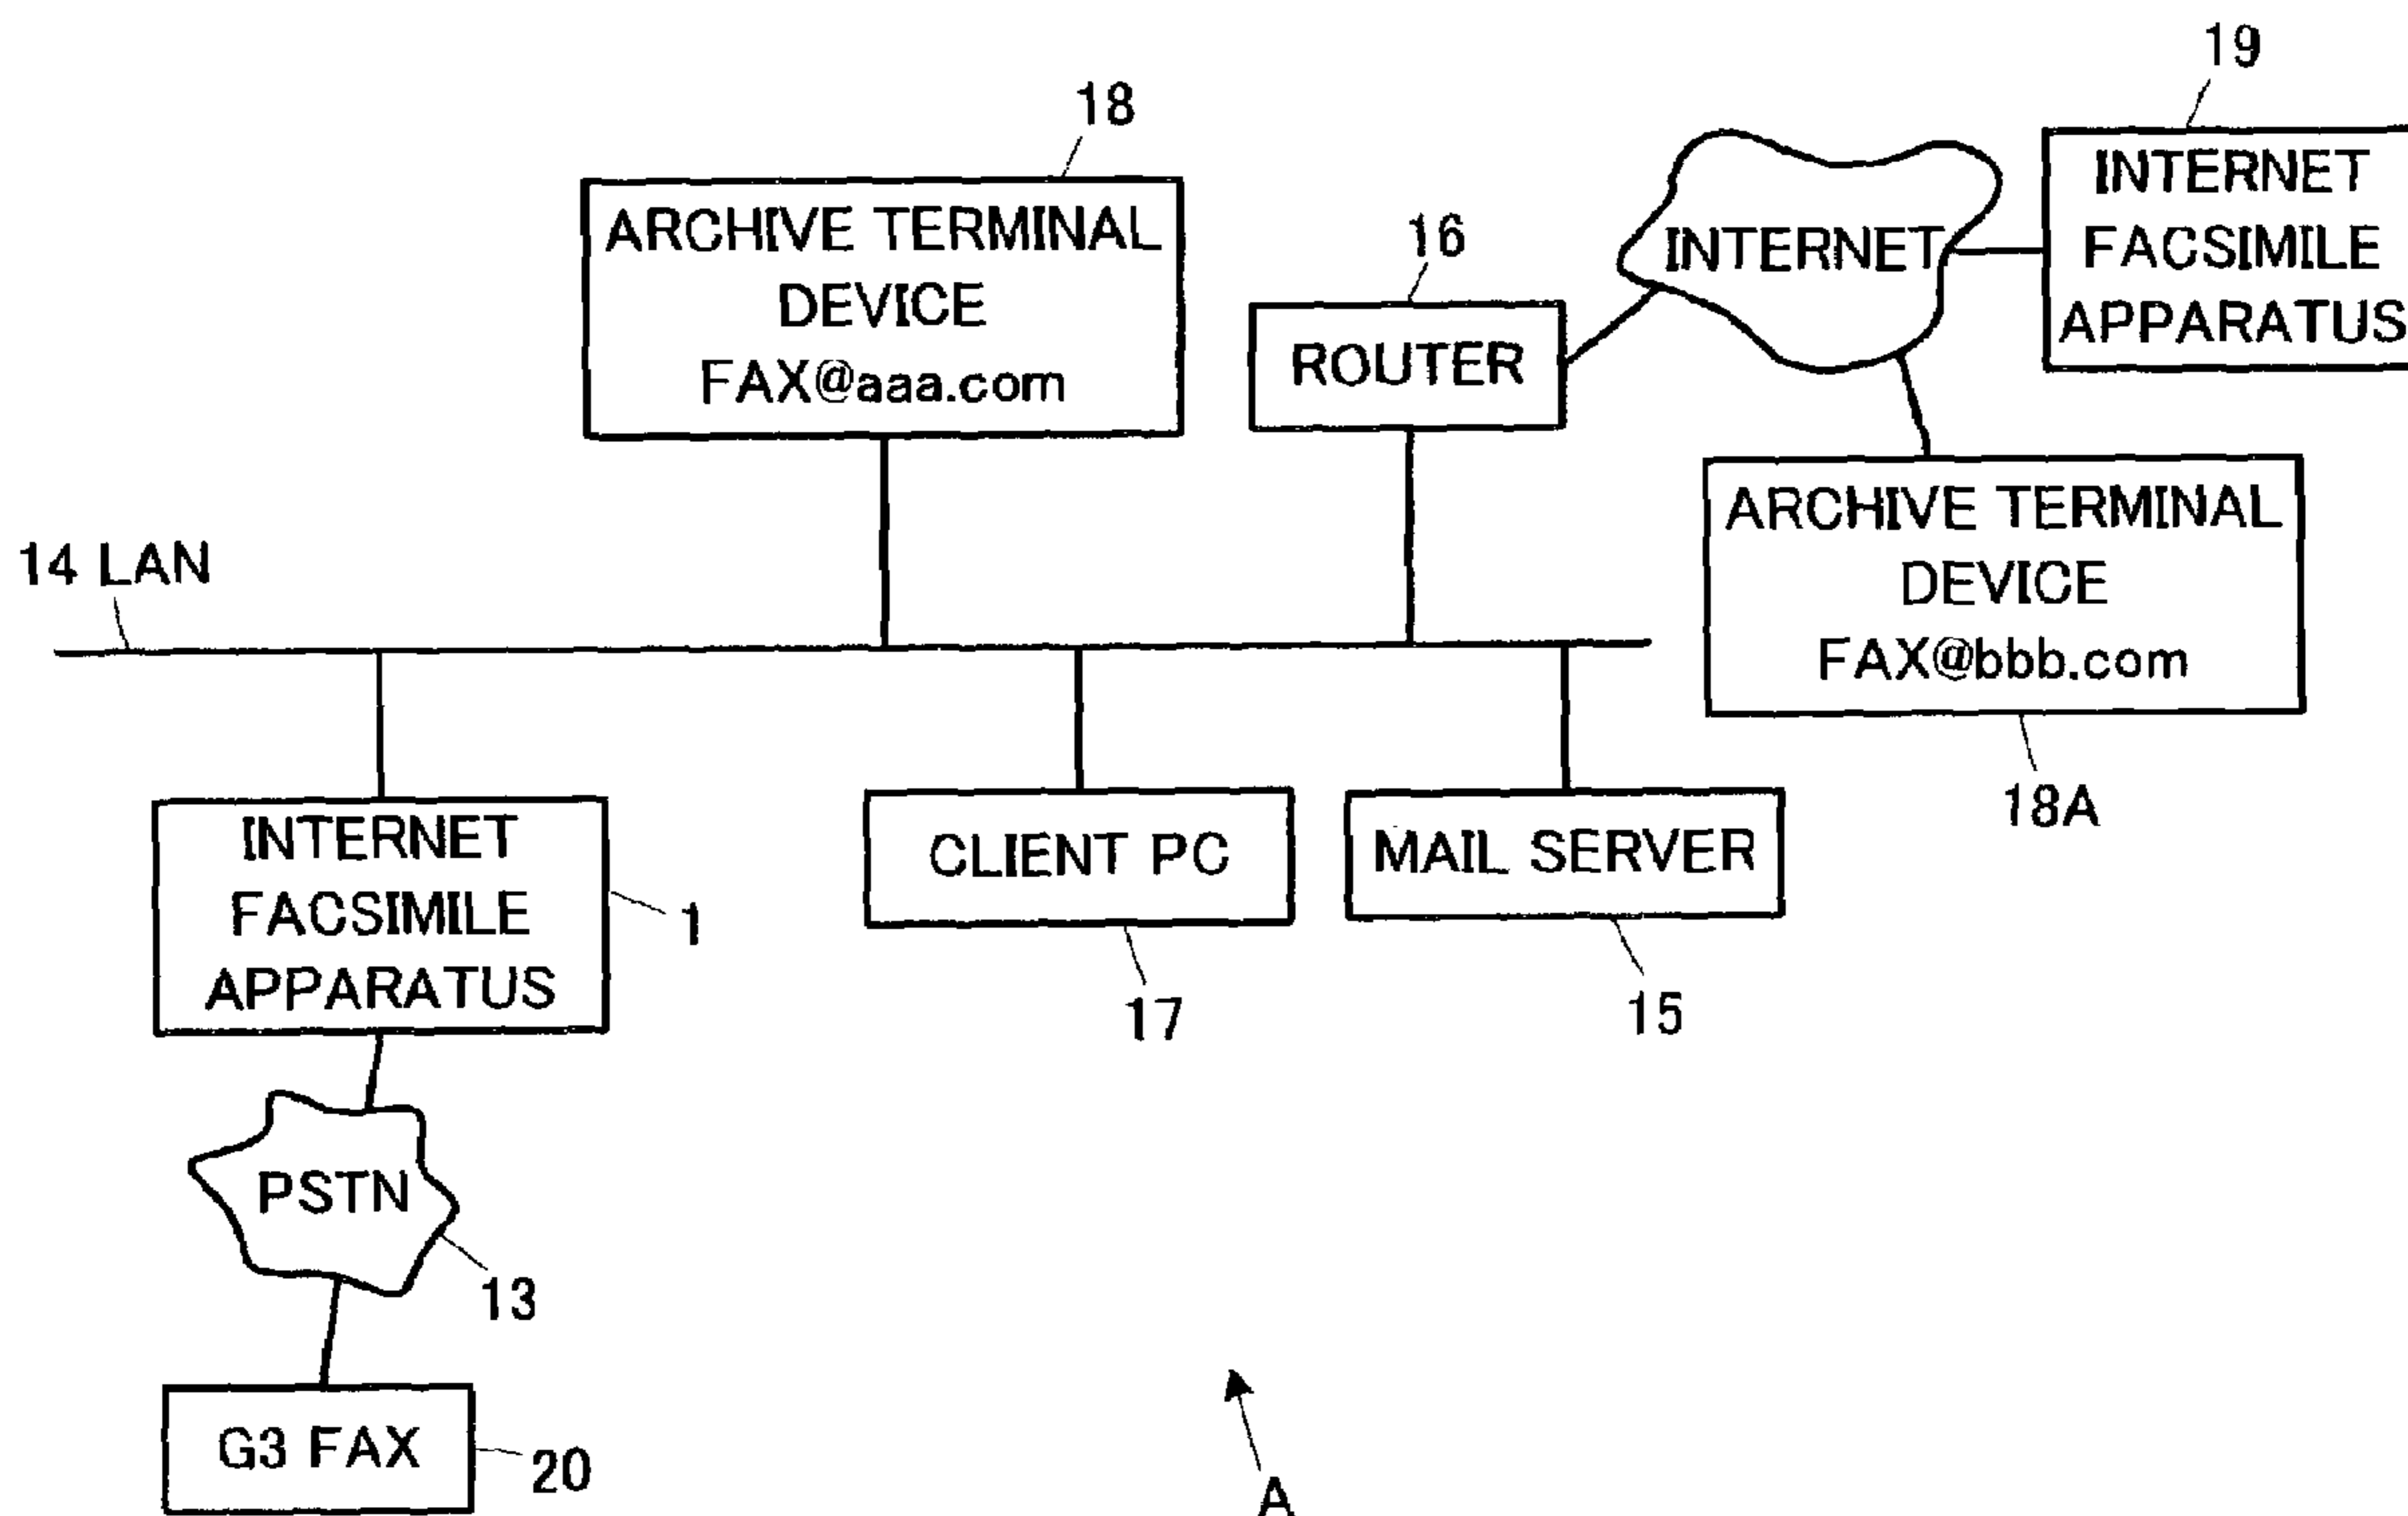 19
18
INTERNET
FACSIMILE
APPARATUS
ARCHIVE TERMINAL
DEVICE
FAX@aaa.com
16
INTERNET
ROUTER
ARCHIVE TERMINAL
DEVICE
FAX@bbb.com
18A
14 LAN
INTERNET
FACSIMILE
APPARATUS
1
CLIENT PC
17
MAIL SERVER
15
PSTN
13
G3 FAX
20
A